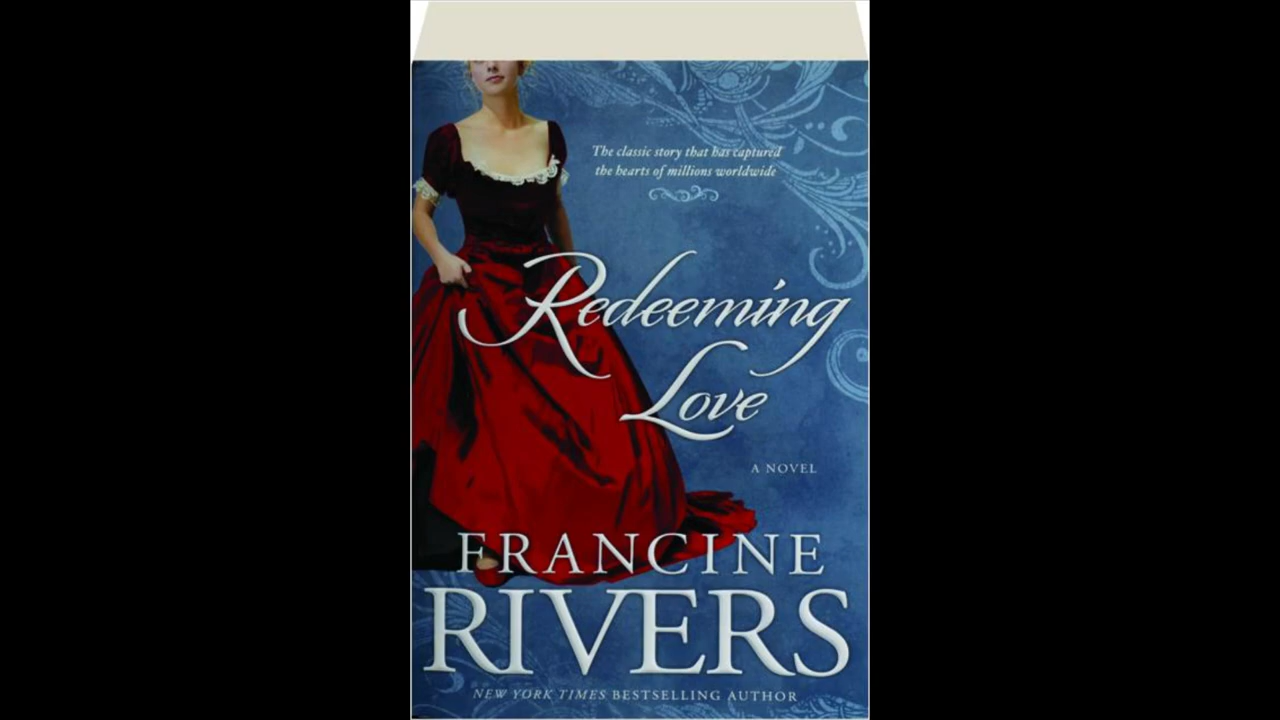 The classic story that has captured
the hearts of millions worldwide
Redeeming
Love
A NOVEL
FRANCINE
RIVERS
NEW YORK TIMES BESTSELLING AUTHOR